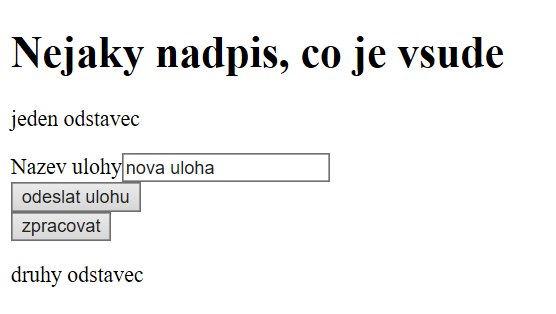 Nejaky nadpis, co je vsude
jeden odstavec
Nazev ulohy nova uloha
odeslat ulohu
zpracovat
druhy odstavec